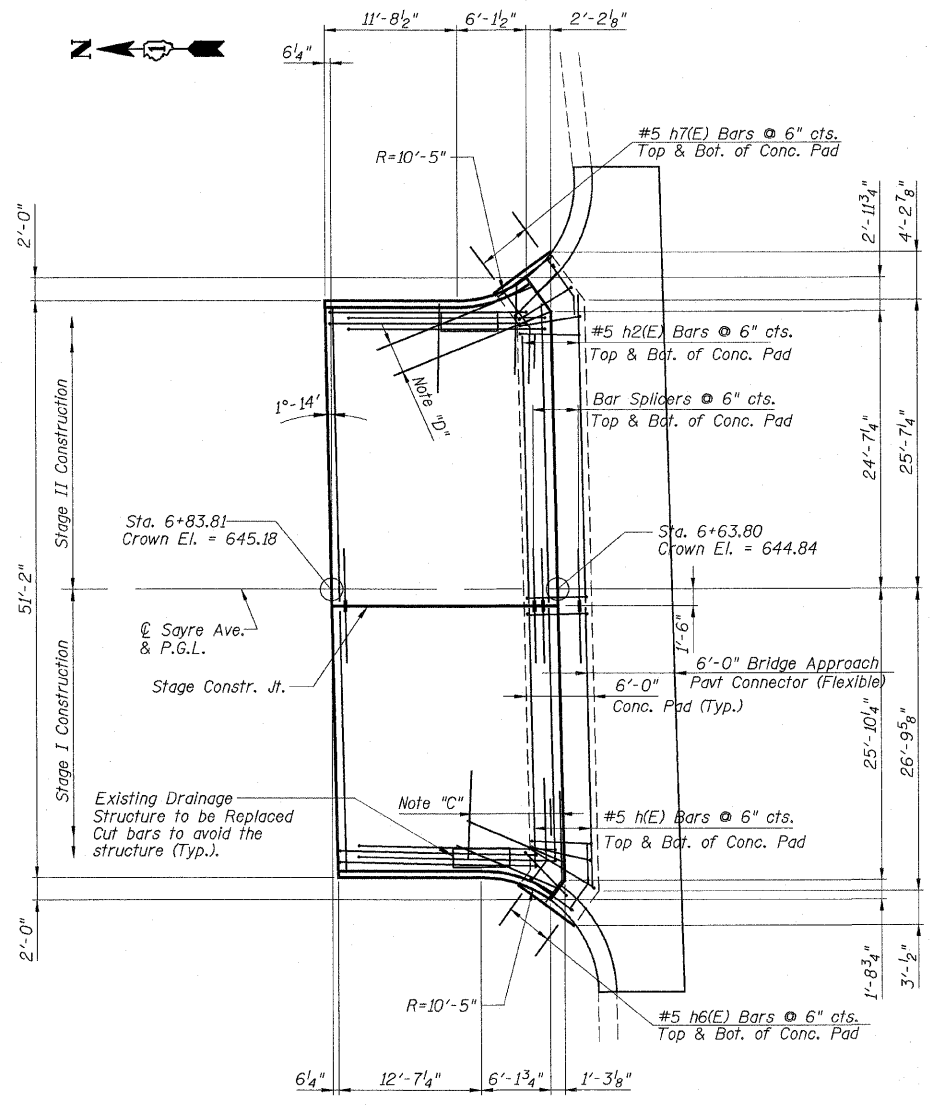 11'-8½"
6'-1½"
2'-2⅛"
N
6¼"
#5 h7(E) Bars @ 6" cts.
Top & Bot. of Conc. Pad
R=10'-5"
2'-0"
2'-11¾"
4'-2⅞"
#5 h2(E) Bars @ 6" cts.
Top & Bot. of Conc. Pad
Note "D"
1°-14'
Bar Splicers @ 6" cts.
Top & Bot. of Conc. Pad
Stage II Construction
24'-7¼"
25'-7¼"
Sta. 6+83.81
Crown El. = 645.18
Sta. 6+63.80
Crown El. = 644.84
51'-2"
℄ Sayre Ave.
& P.G.L.
1'-6"
Stage Constr. Jt.
6'-0" Bridge Approach
Pavt Connector (Flexible)
6'-0"
Conc. Pad (Typ.)
Stage I Construction
25'-10¼"
26'-9⅝"
Existing Drainage
Structure to be Replaced
Cut bars to avoid the
structure (Typ.).
Note "C"
#5 h(E) Bars @ 6" cts.
Top & Bot. of Conc. Pad
2'-0"
1'-8¾"
3'-½"
R=10'-5"
#5 h6(E) Bars @ 6" cts.
Top & Bot. of Conc. Pad
6¼"
12'-7¼"
6'-1¾"
1'-3⅛"